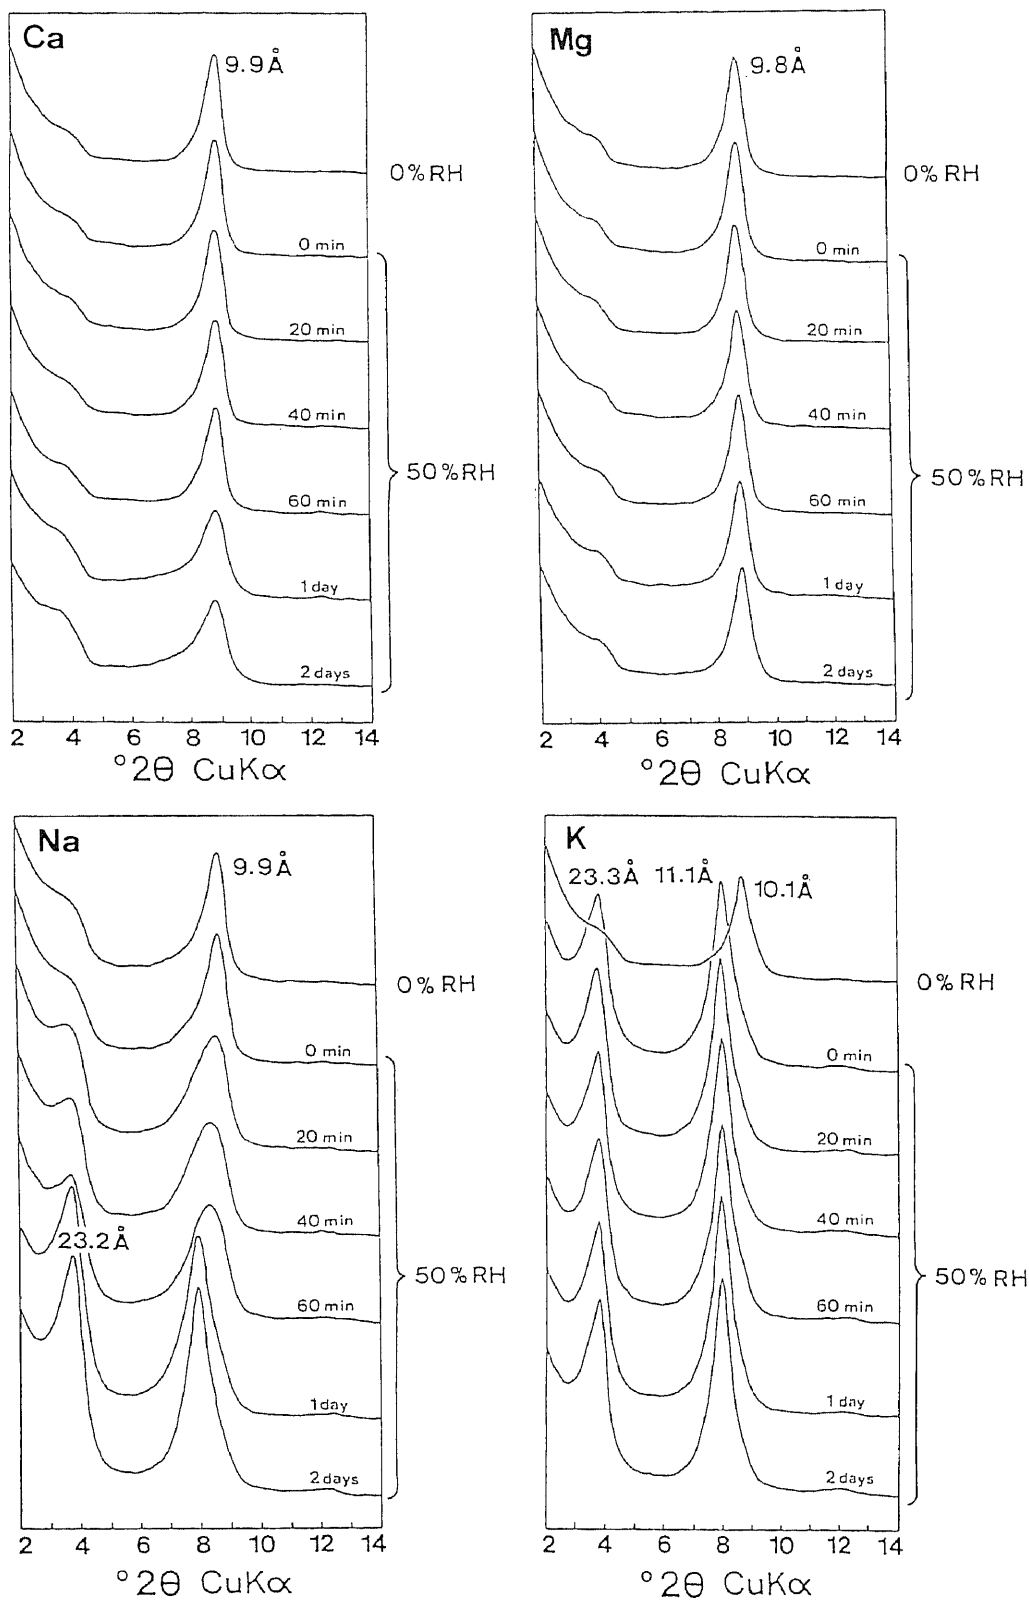 Ca
9.9Å
0%RH
0 min
20 min
40 min
60 min
1 day
2 days
50%RH
2 4 6 8 10 12 14
°2θ CuKα
Mg
9.8Å
0%RH
0 min
20 min
40 min
60 min
1 day
2 days
50%RH
2 4 6 8 10 12 14
°2θ CuKα
Na
9.9Å
0%RH
0 min
20 min
40 min
23.2Å
60 min
1day
2 days
50%RH
2 4 6 8 10 12 14
°2θ CuKα
K
23.3Å 11.1Å 10.1Å
0%RH
0 min
20 min
40 min
60 min
1 day
2 days
50%RH
2 4 6 8 10 12 14
°2θ CuKα